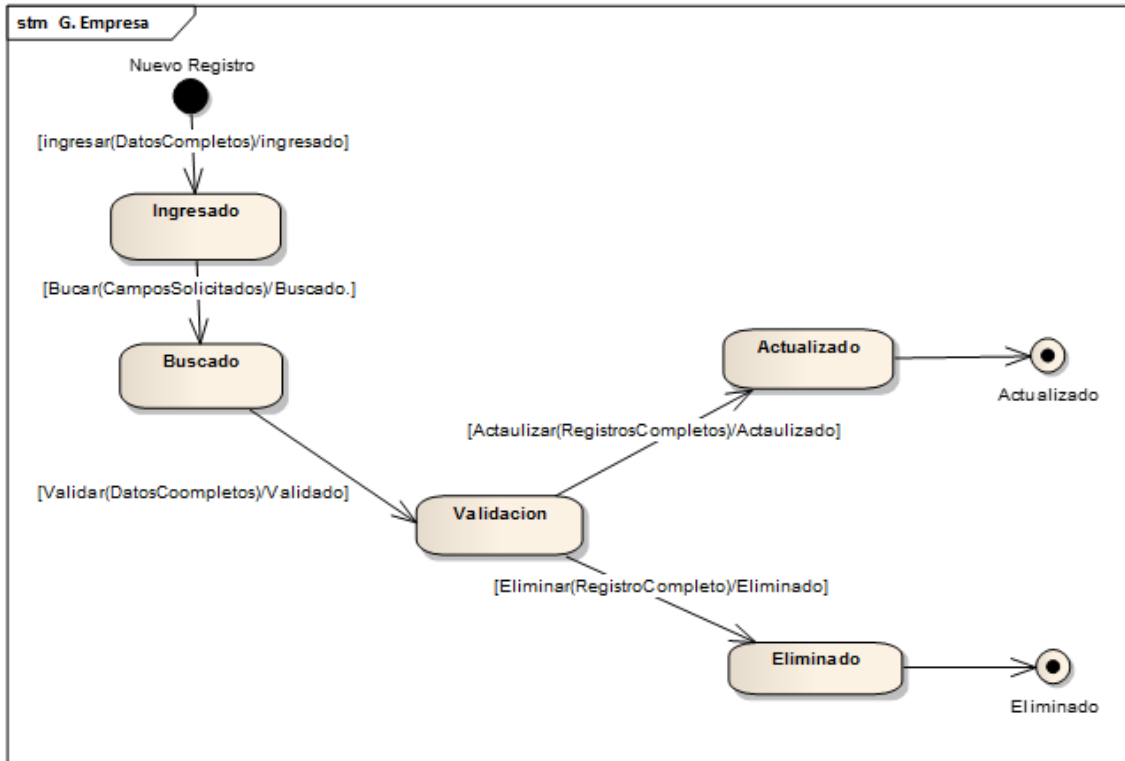 stm G. Empresa
Nuevo Registro
[ingresar(DatosCompletos)/ingresado]
Ingresado
[Bucar(CamposSolicitados)/Buscado.]
Buscado
Actualizado
Actualizado
[Actaulizar(RegistrosCompletos)/Actaulizado]
[Validar(DatosCoompletos)/Validado]
Validacion
[Eliminar(RegistroCompleto)/Eliminado]
Eliminado
Eliminado